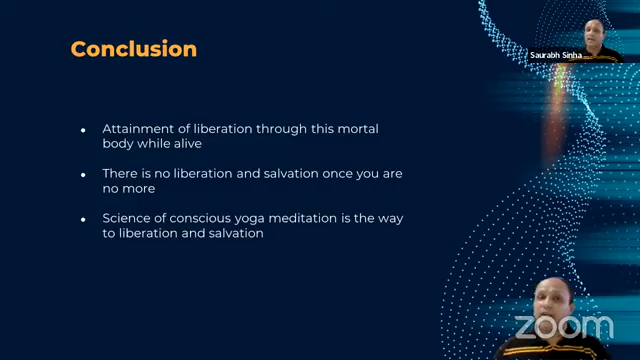 Saurabh Sinha
Conclusion
● Attainment of liberation through this mortal
body while alive
● There is no liberation and salvation once you are
no more
● Science of conscious yoga meditation is the way
to liberation and salvation
zoom